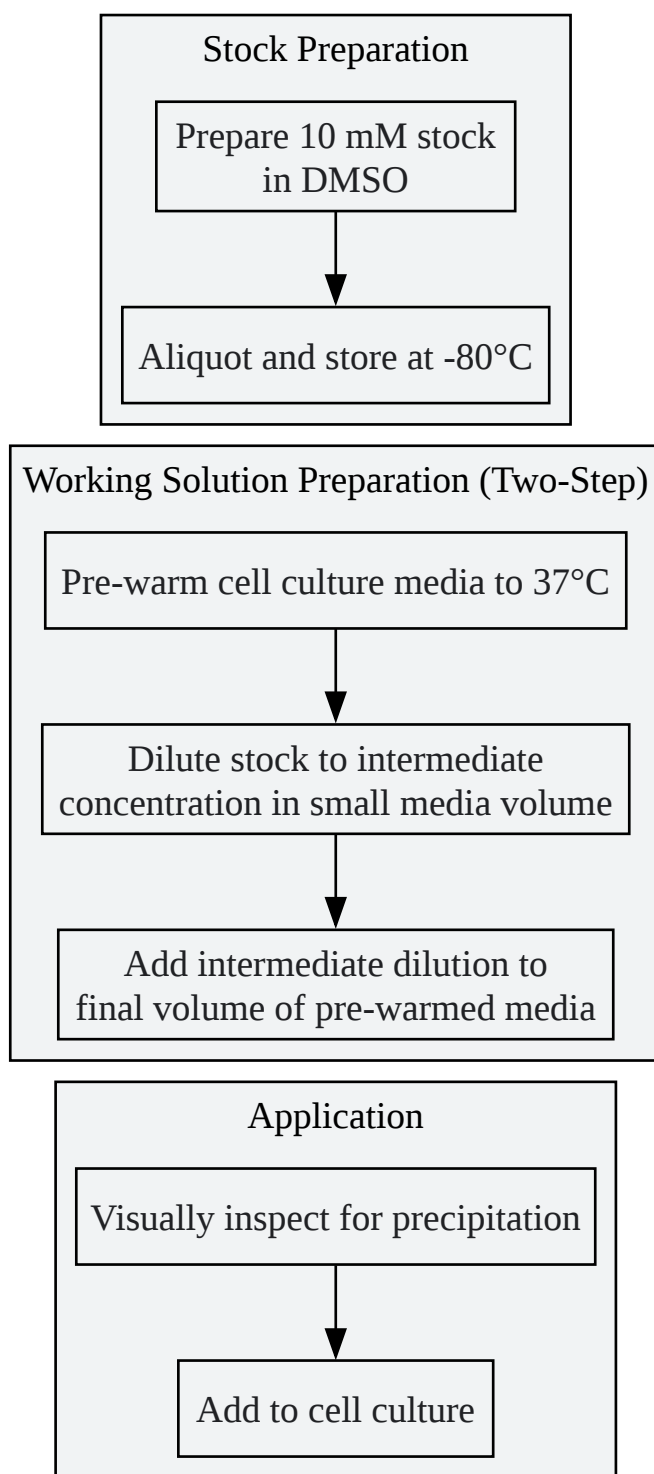 Stock Preparation
Prepare 10 mM stock
in DMSO
Aliquot and store at -80°C
Working Solution Preparation (Two-Step)
Pre-warm cell culture media to 37°C
Dilute stock to intermediate
concentration in small media volume
Add intermediate dilution to
final volume of pre-warmed media
Application
Visually inspect for precipitation
Add to cell culture